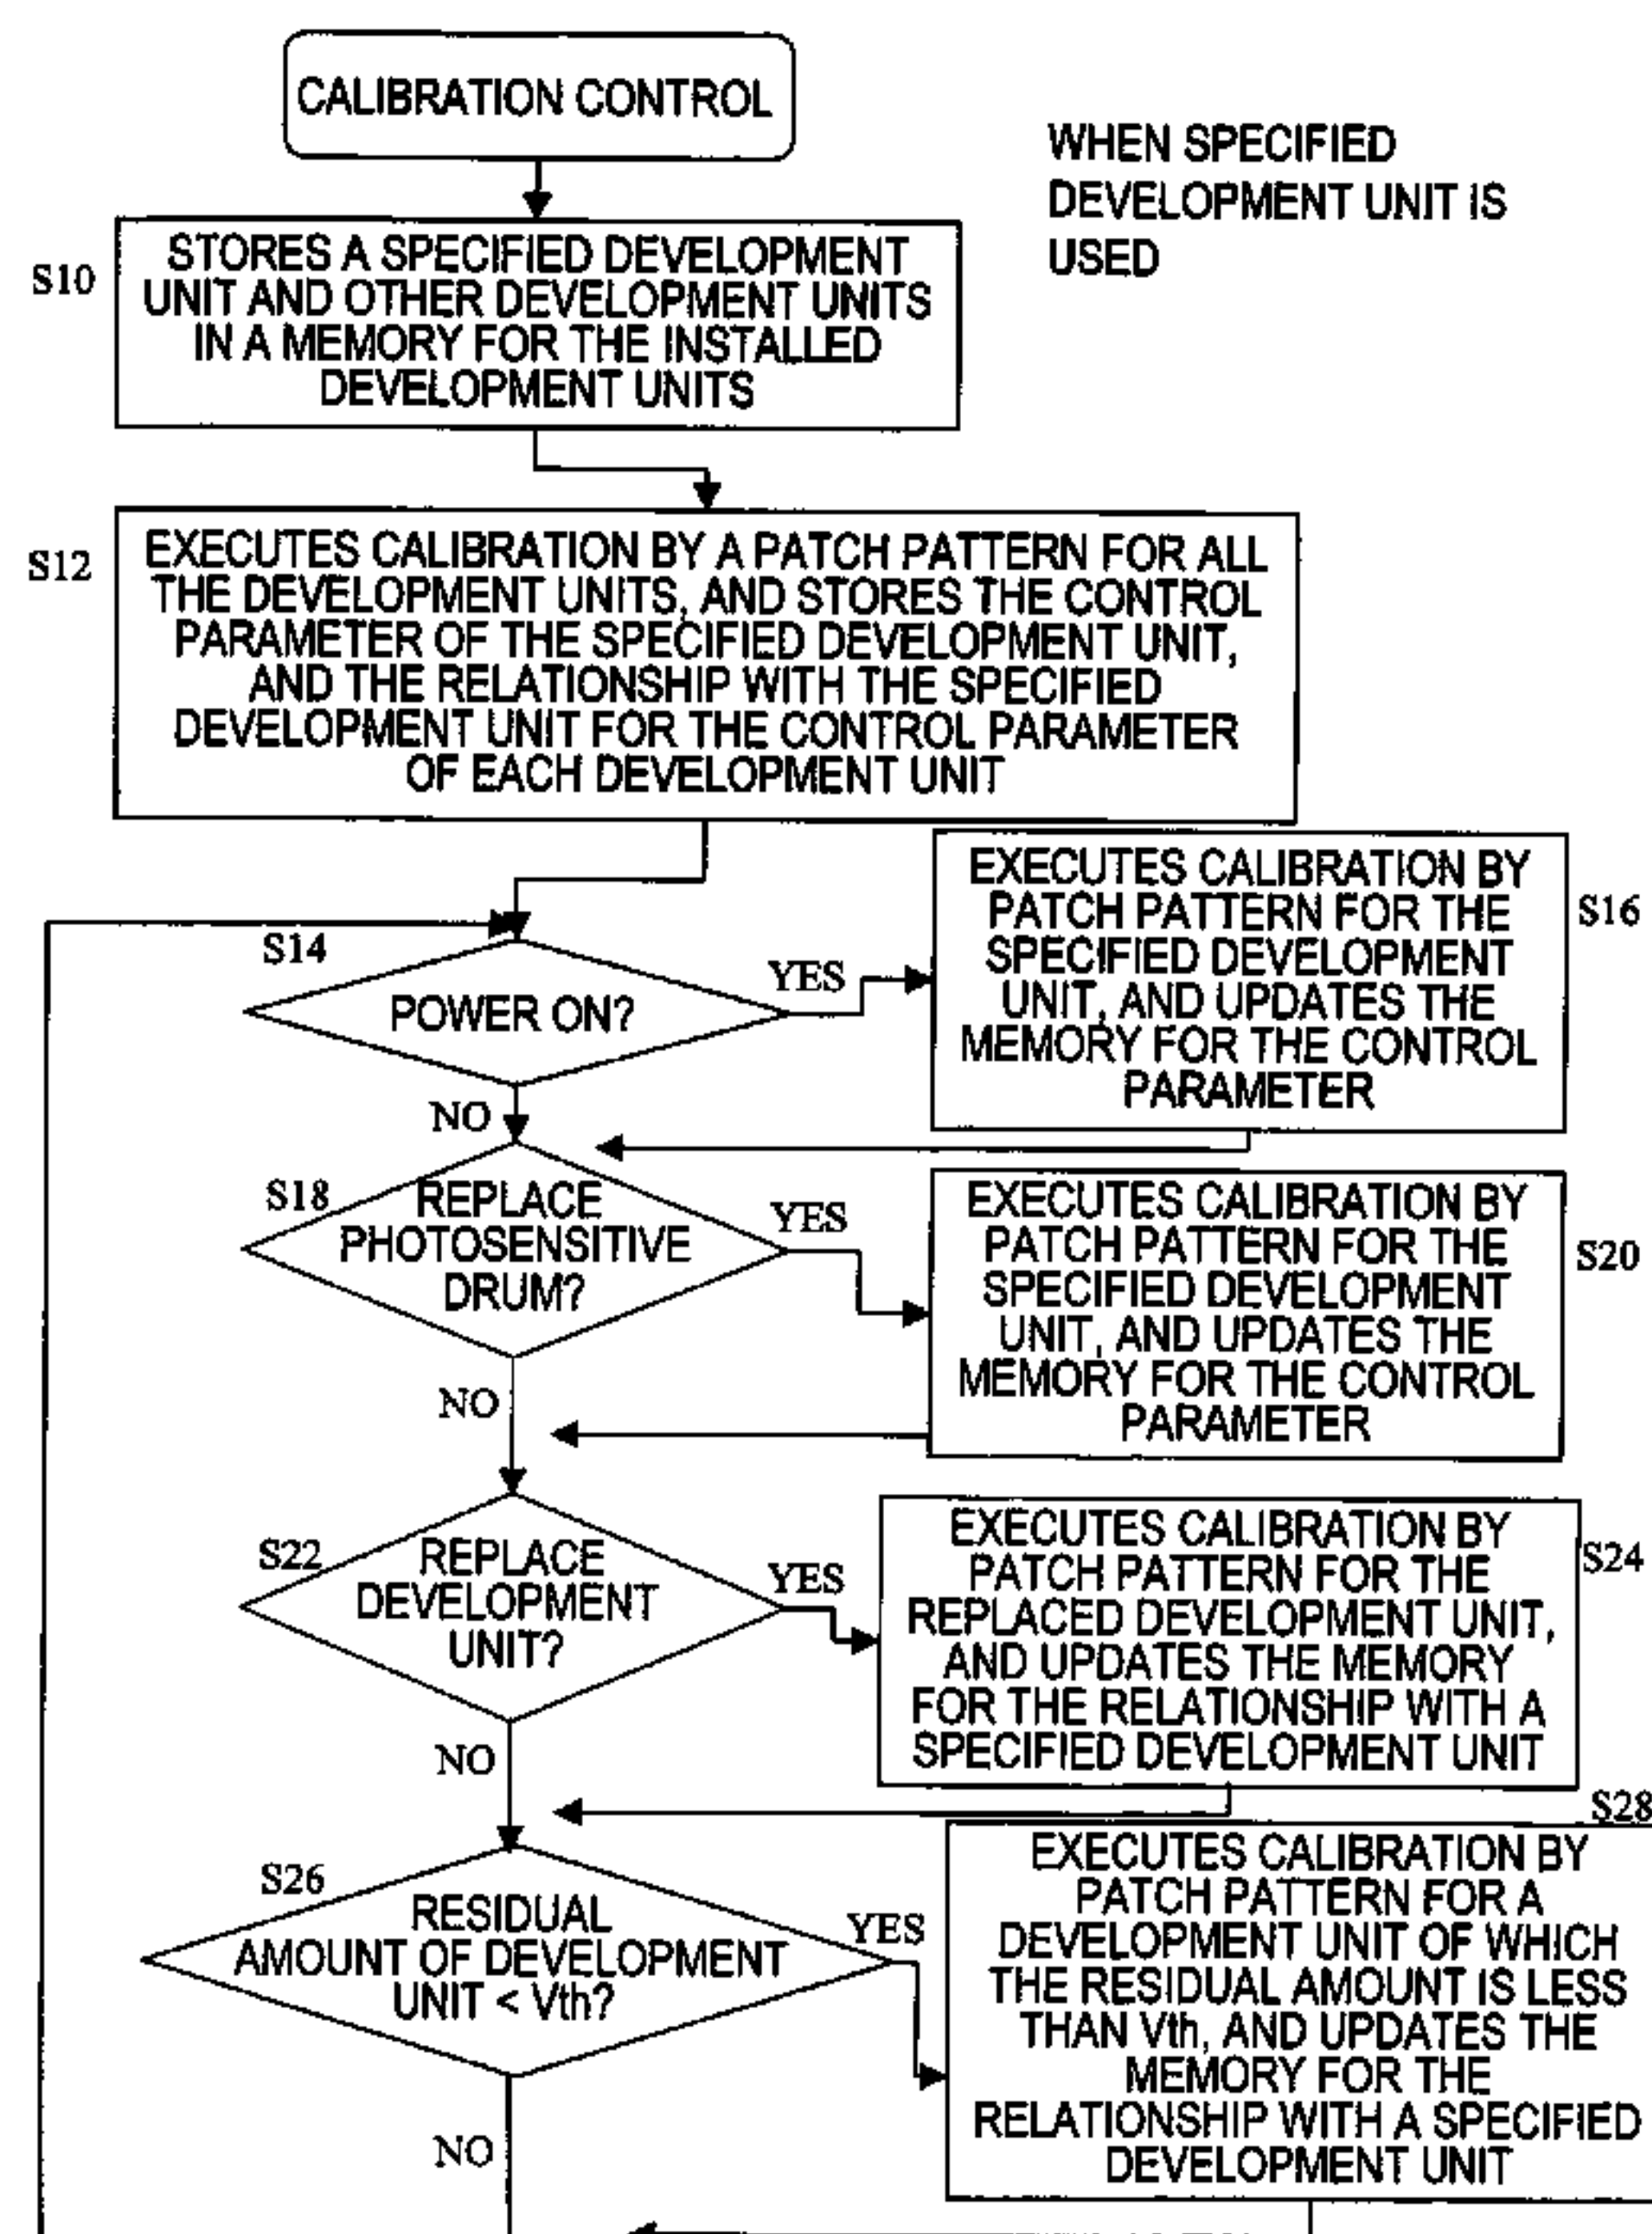 CALIBRATION CONTROL
WHEN SPECIFIED
DEVELOPMENT UNIT IS
USED
S10
STORES A SPECIFIED DEVELOPMENT
UNIT AND OTHER DEVELOPMENT UNITS
IN A MEMORY FOR THE INSTALLED
DEVELOPMENT UNITS
S12
EXECUTES CALIBRATION BY A PATCH PATTERN FOR ALL
THE DEVELOPMENT UNITS, AND STORES THE CONTROL
PARAMETER OF THE SPECIFIED DEVELOPMENT UNIT,
AND THE RELATIONSHIP WITH THE SPECIFIED
DEVELOPMENT UNIT FOR THE CONTROL PARAMETER
OF EACH DEVELOPMENT UNIT
S14
POWER ON?
YES
NO
EXECUTES CALIBRATION BY
PATCH PATTERN FOR THE
SPECIFIED DEVELOPMENT
UNIT, AND UPDATES THE
MEMORY FOR THE CONTROL
PARAMETER
S16
S18
REPLACE
PHOTOSENSITIVE
DRUM?
YES
NO
EXECUTES CALIBRATION BY
PATCH PATTERN FOR THE
SPECIFIED DEVELOPMENT
UNIT, AND UPDATES THE
MEMORY FOR THE CONTROL
PARAMETER
S20
S22
REPLACE
DEVELOPMENT
UNIT?
YES
NO
EXECUTES CALIBRATION BY
PATCH PATTERN FOR THE
REPLACED DEVELOPMENT UNIT,
AND UPDATES THE MEMORY
FOR THE RELATIONSHIP WITH A
SPECIFIED DEVELOPMENT UNIT
S24
S26
RESIDUAL
AMOUNT OF DEVELOPMENT
UNIT < Vth?
YES
NO
S28
EXECUTES CALIBRATION BY
PATCH PATTERN FOR A
DEVELOPMENT UNIT OF WHICH
THE RESIDUAL AMOUNT IS LESS
THAN Vth, AND UPDATES THE
MEMORY FOR THE
RELATIONSHIP WITH A SPECIFIED
DEVELOPMENT UNIT